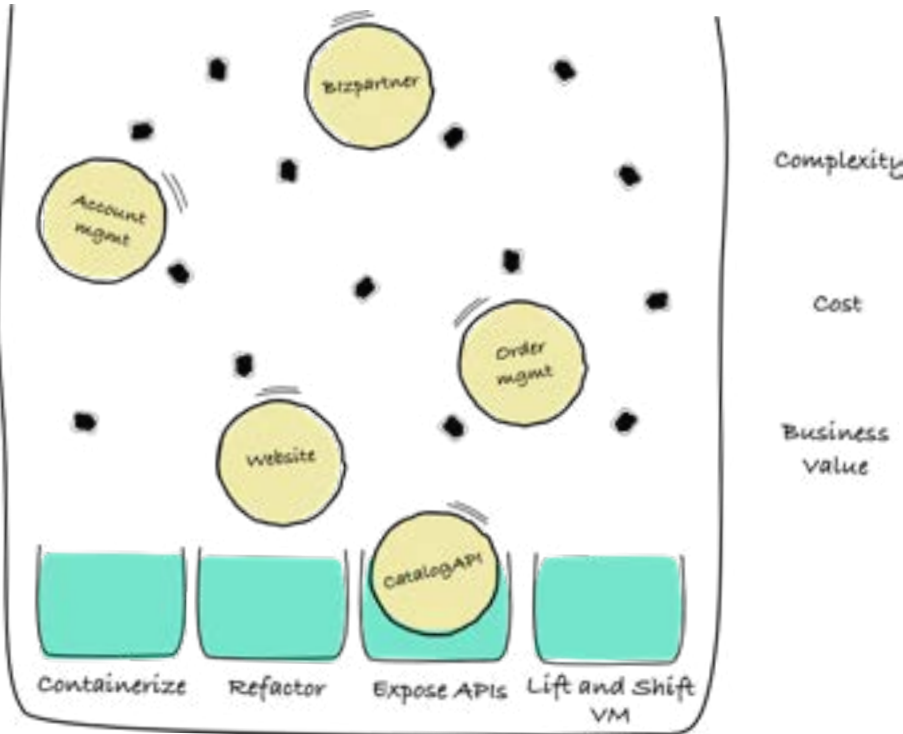 Bizpartner
Complexity
Account
mgmt
Cost
Order
mgmt
Business
Value
Website
CatalogAPI
Containerize
Refactor
Expose APIs
Lift and Shift
VM